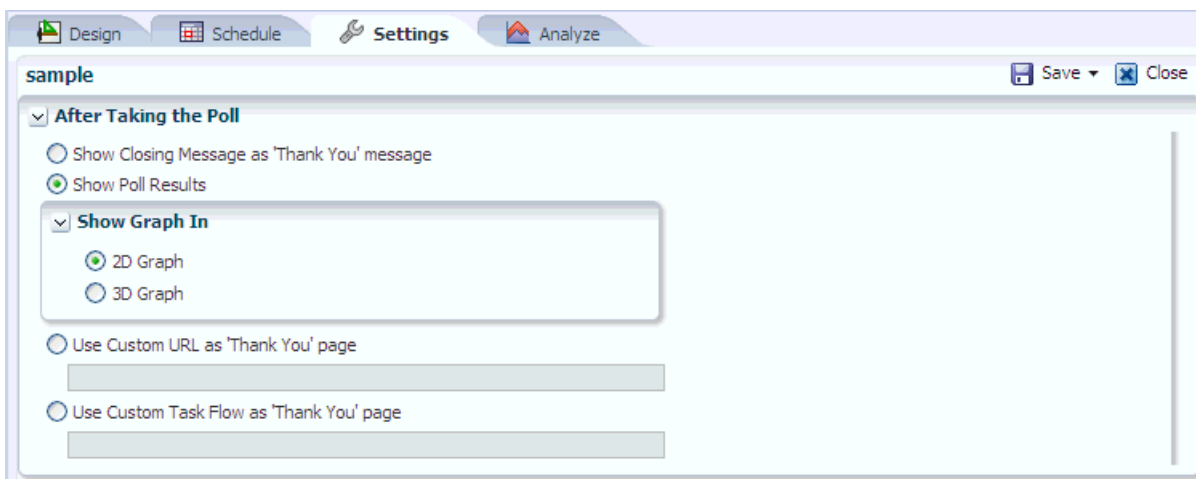 Design Schedule Settings Analyze
sample Save Close
After Taking the Poll
Show Closing Message as 'Thank You' message
Show Poll Results
Show Graph In
2D Graph
3D Graph
Use Custom URL as 'Thank You' page
Use Custom Task Flow as 'Thank You' page